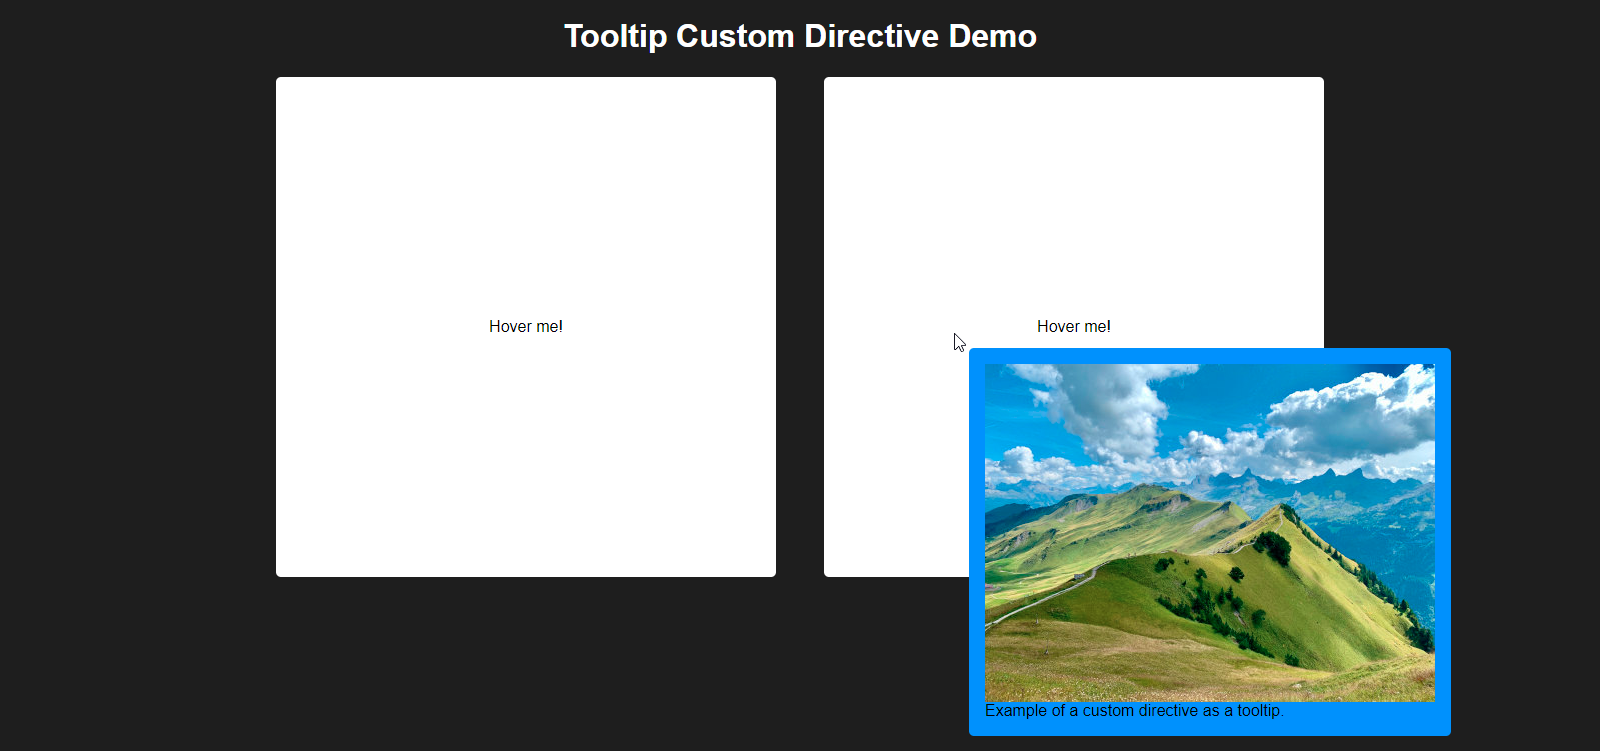 Tooltip Custom Directive Demo
Hover me!
Hover me!
Example of a custom directive as a tooltip.